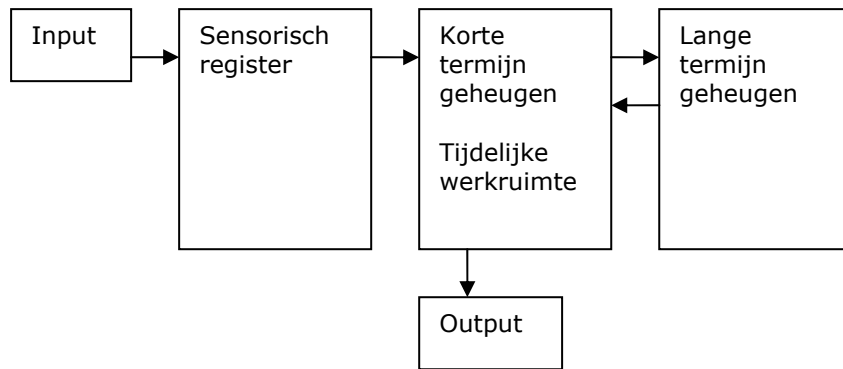 Input
Sensorisch
register
Korte
termijn
geheugen
Tijdelijke
werkruimte
Lange
termijn
geheugen
Output